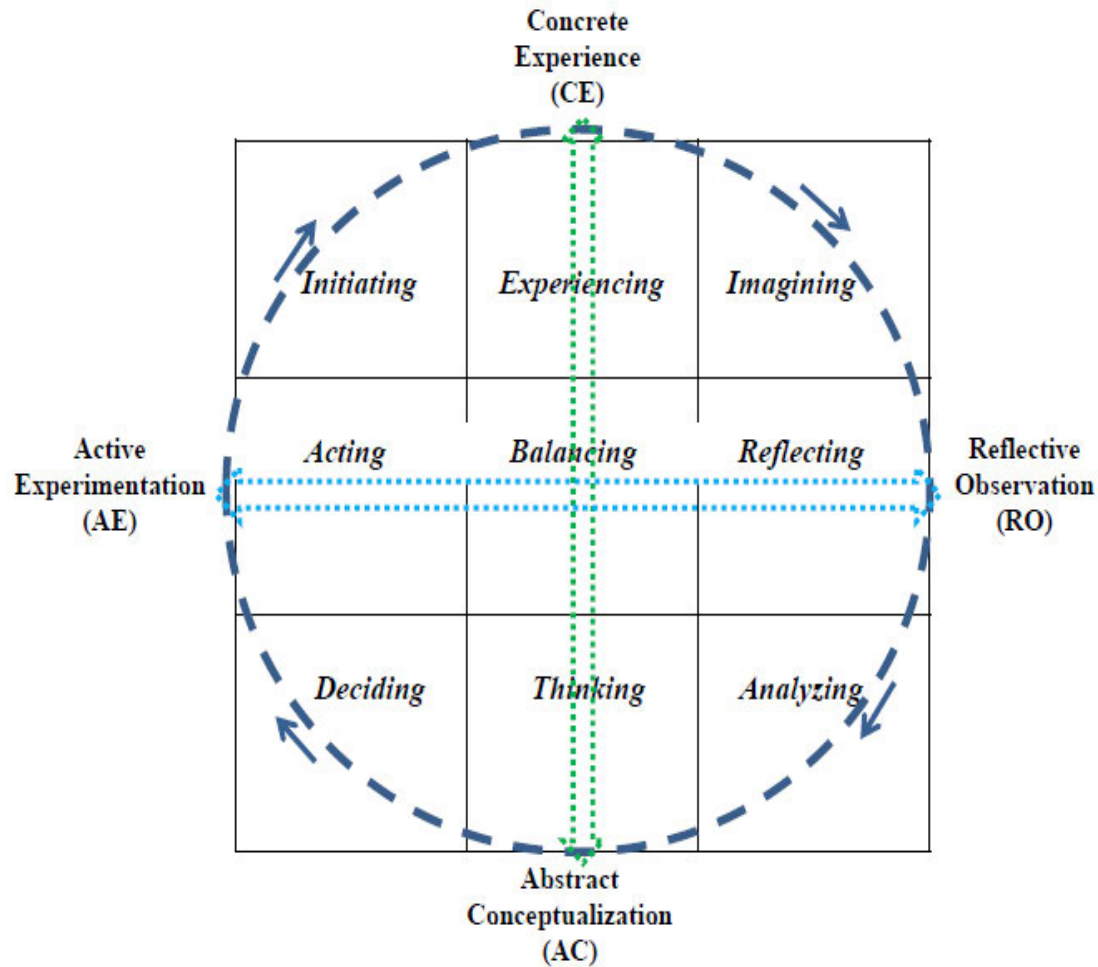 Concrete
Experience
(CE)
Initiating Experiencing Imagining
Active
Experimentation
(AE)
Acting Balancing Reflecting
Reflective
Observation
(RO)
Deciding Thinking Analyzing
Abstract
Conceptualization
(AC)